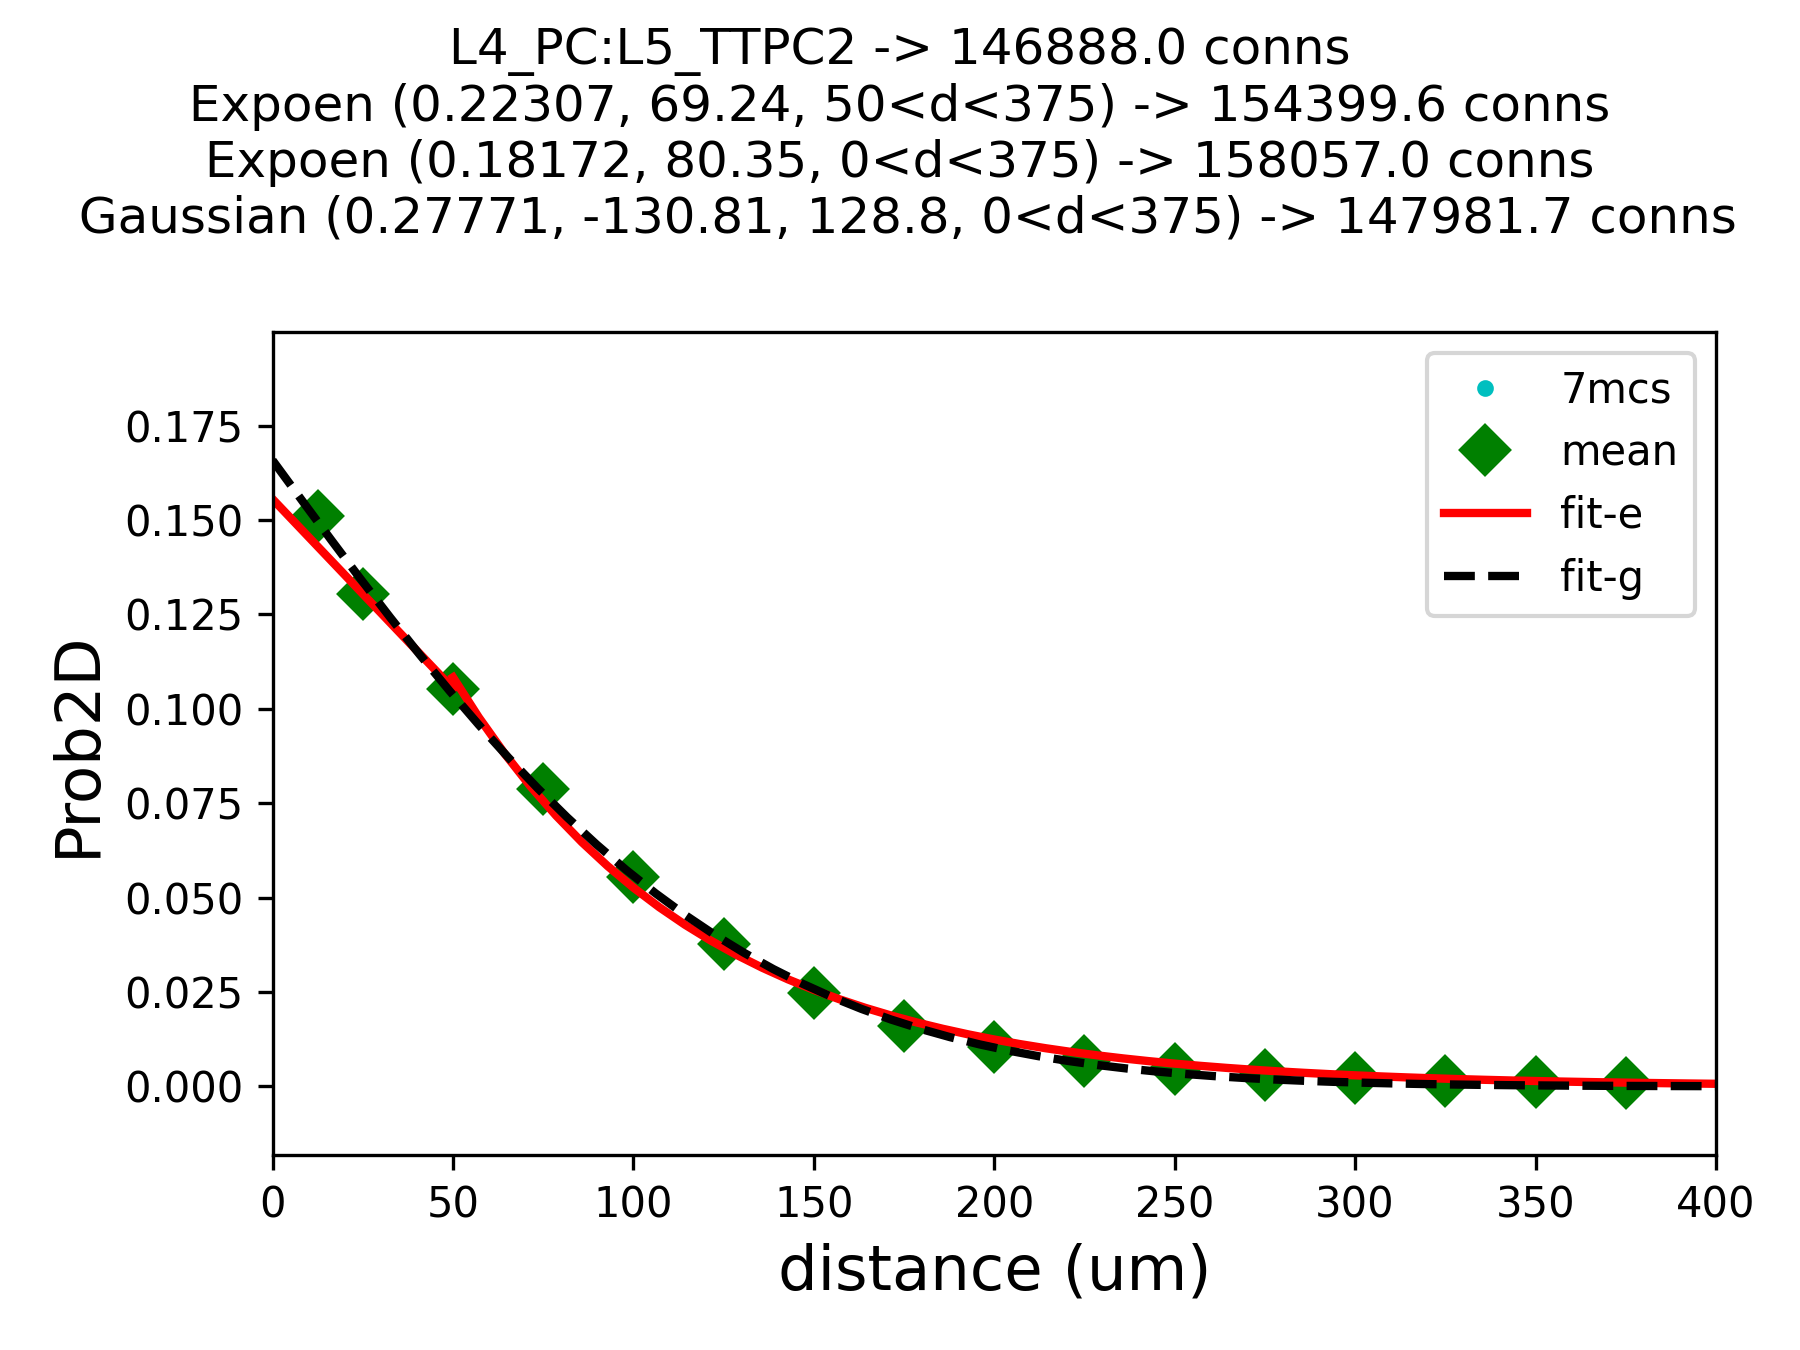 L4_PC:L5_TTPC2 -> 146888.0 conns
Expoen (0.22307, 69.24, 50<d<375) -> 154399.6 conns
Expoen (0.18172, 80.35, 0<d<375) -> 158057.0 conns
Gaussian (0.27771, -130.81, 128.8, 0<d<375) -> 147981.7 conns
7mcs
mean
fit-e
fit-g
Prob2D
0.175
0.150
0.125
0.100
0.075
0.050
0.025
0.000
0 50 100 150 200 250 300 350 400
distance (um)